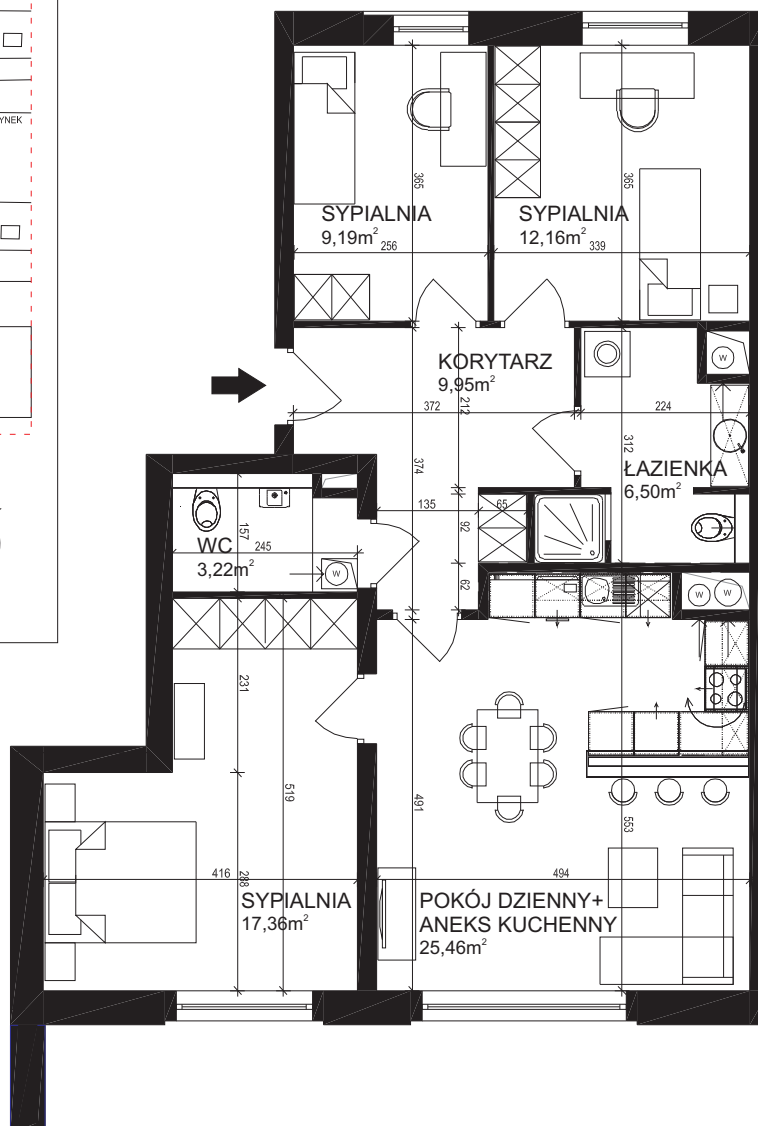 YNEK
365
365
SYPIALNIA
9,19m²
256
SYPIALNIA
12,16m²
339
KORYTARZ
9,95m²
W
372
212
224
374
312
ŁAZIENKA
6,50m²
135
65
92
157
WC
3,22m²
245
W
62
W
W
231
519
491
553
416
288
SYPIALNIA
17,36m²
494
POKÓJ DZIENNY+
ANEKS KUCHENNY
25,46m²